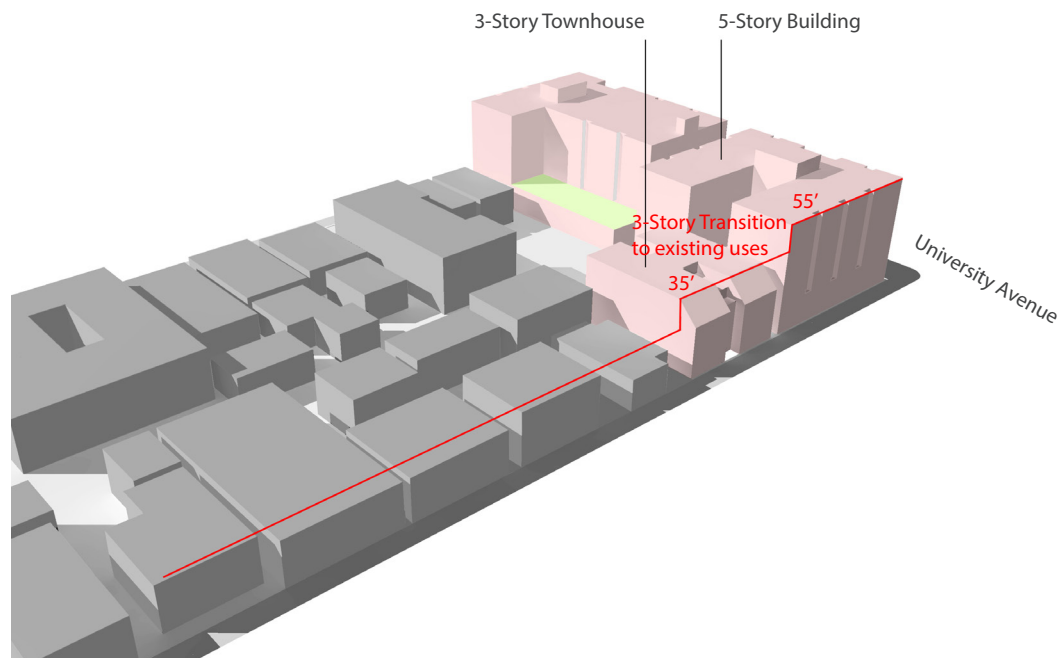 3-Story Townhouse
5-Story Building
55’
3-Story Transition
to existing uses
35’
University Avenue